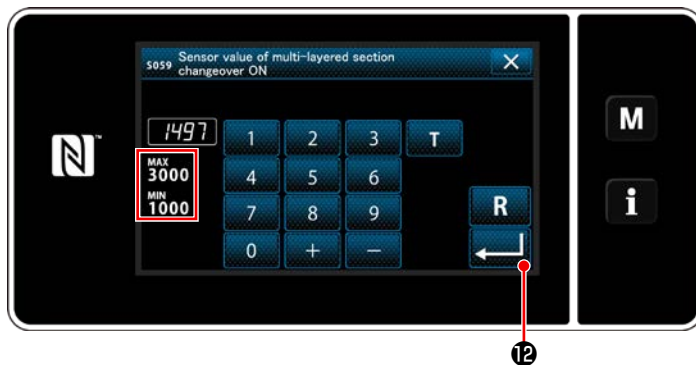 S059 Sensor value of multi-layered section
changeover ON
1497
1 2 3 T
MAX
3000
4 5 6
MIN
1000
7 8 9 R
0 + −
M
i
N
⓬